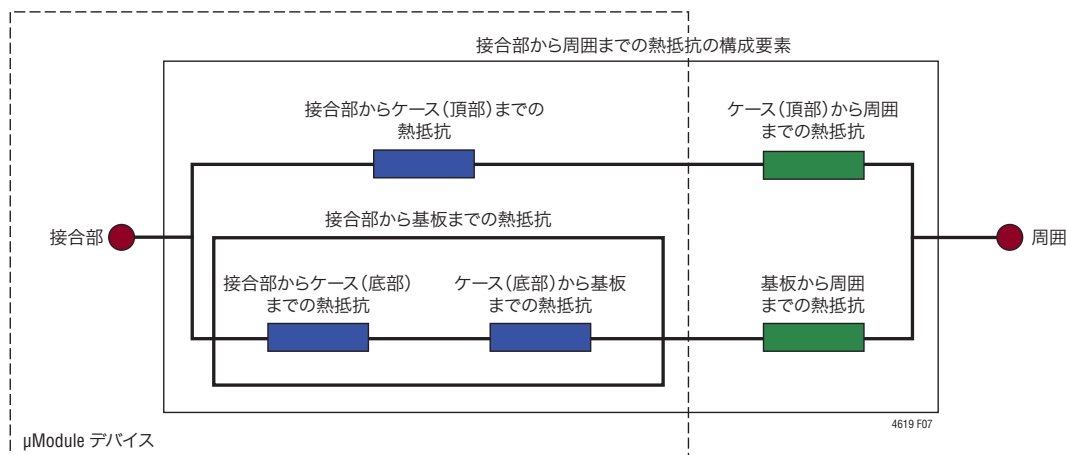 接合部から周囲までの熱抵抗の構成要素
接合部からケース(頂部)までの
熱抵抗
ケース(頂部)から周囲
までの熱抵抗
接合部から基板までの熱抵抗
接合部
周囲
接合部からケース(底部)
までの熱抵抗
ケース(底部)から基板
までの熱抵抗
基板から周囲
までの熱抵抗
4619 F07
µModule デバイス